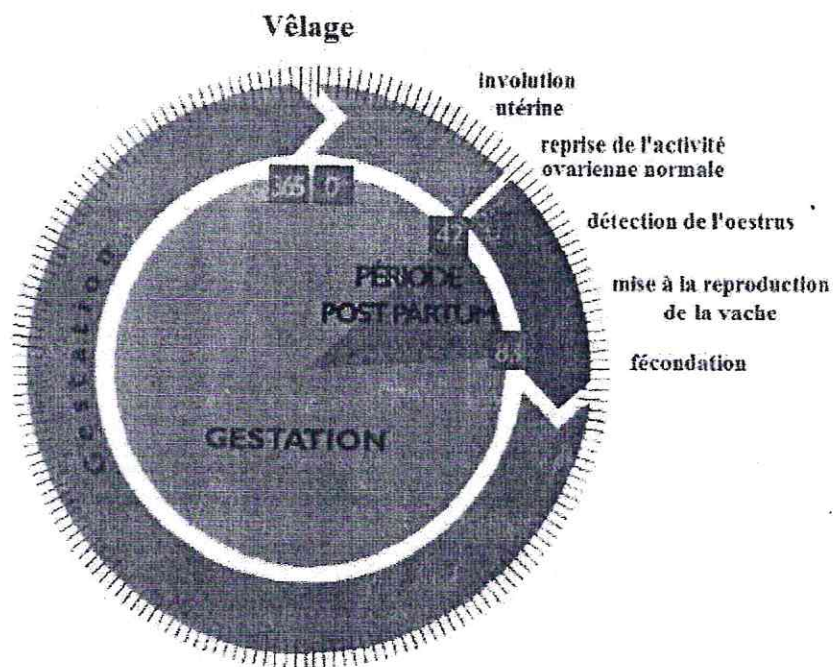 Vêlage
involution
utérine
reprise de l'activité
ovarienne normale
détection de l'oestrus
mise à la reproduction
de la vache
fécondation
365 0
42
PÉRIODE
POST PARTUM
GESTATION
Gestation